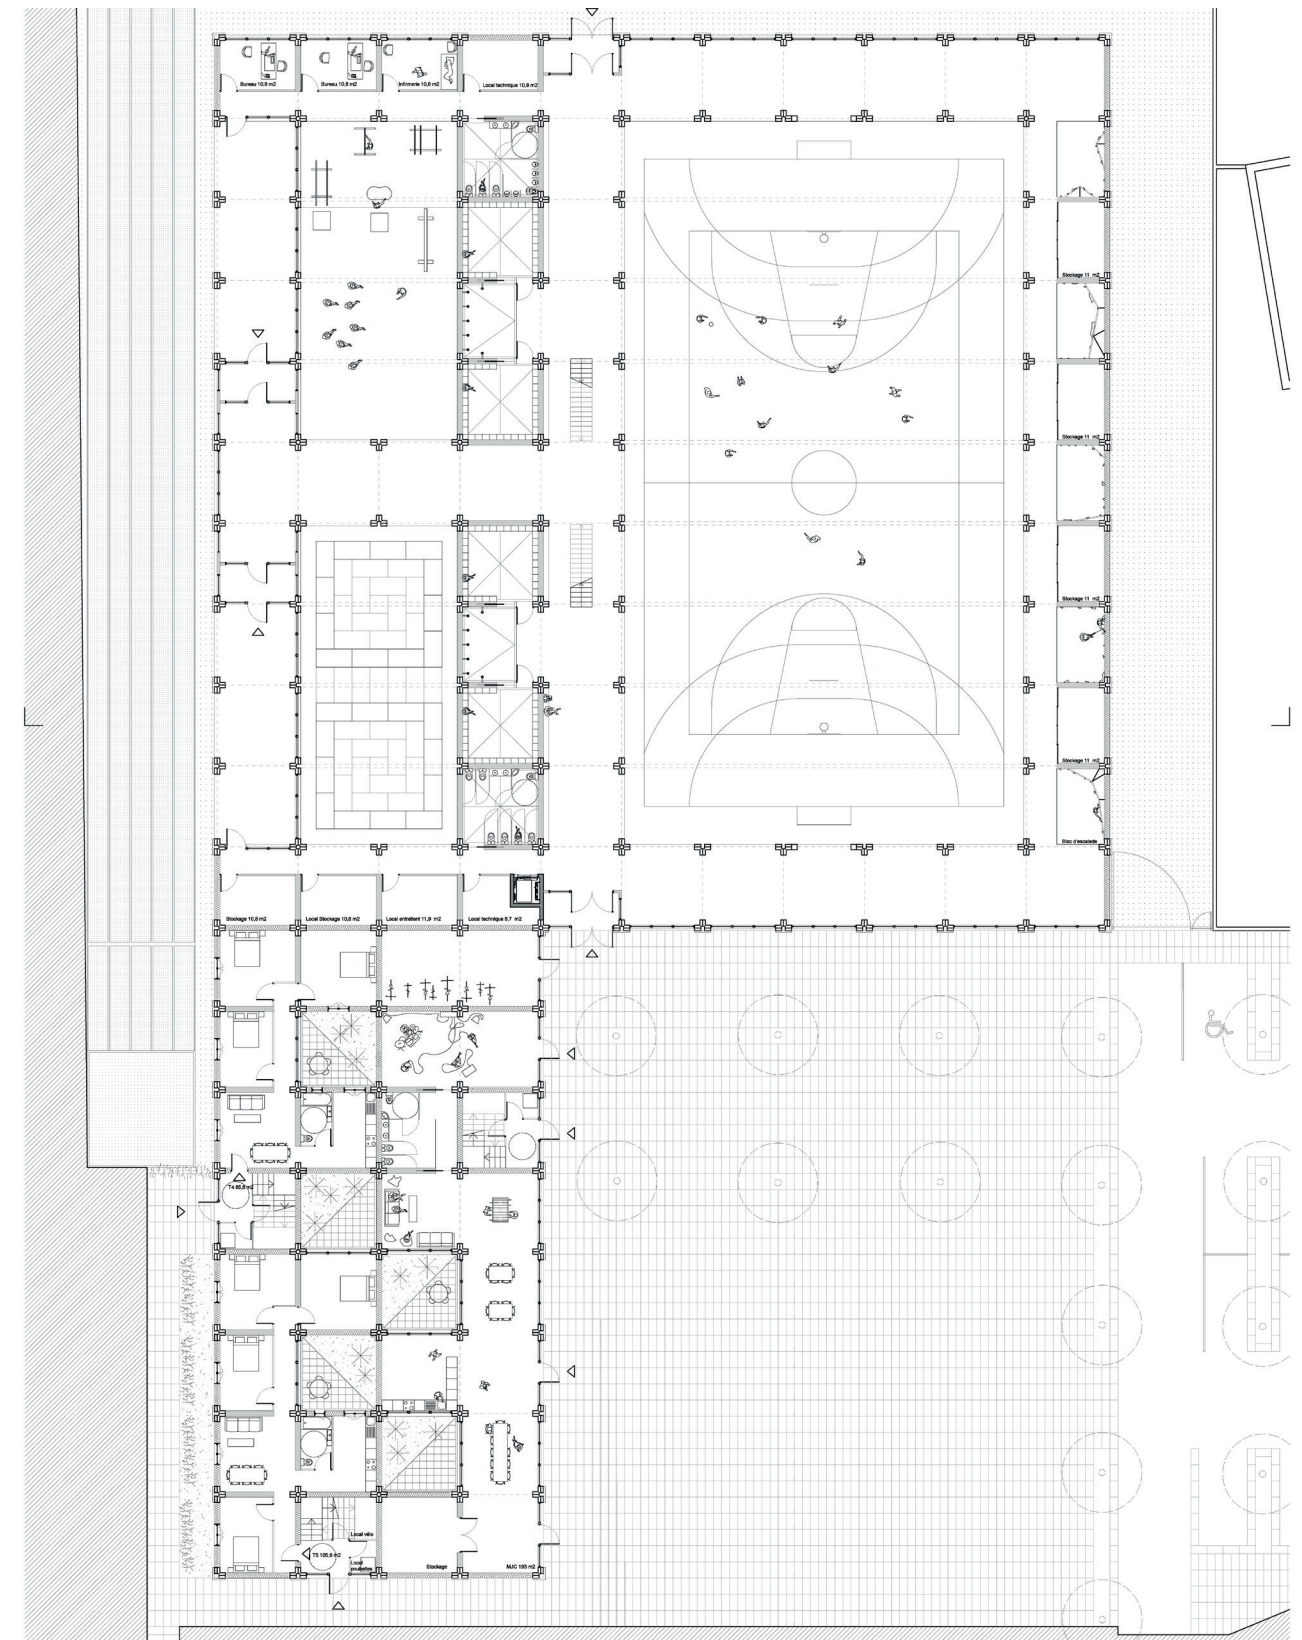 Bureau 10,8 m2
Bureau 10,8 m2
Infirmerie 10,8 m2
Local technique 10,8 m2
Stockage 11 m2
Stockage 11 m2
Stockage 11 m2
Stockage 11 m2
Bloc d'escalade
Stockage 10,8 m2
Local Stockage 10,8 m2
Local entretient 11,9 m2
Local technique 8,7 m2
T4 85,6 m2
Local vélo
T5 105,6 m2
Local
poubelles
Stockage
MJC 193 m2